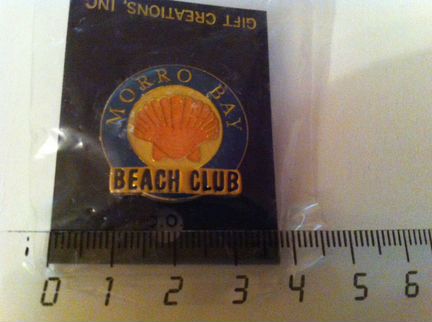 GIFT CREATIONS, INC
MORRO BAY
BEACH CLUB
0 1 2 3 4 5 6